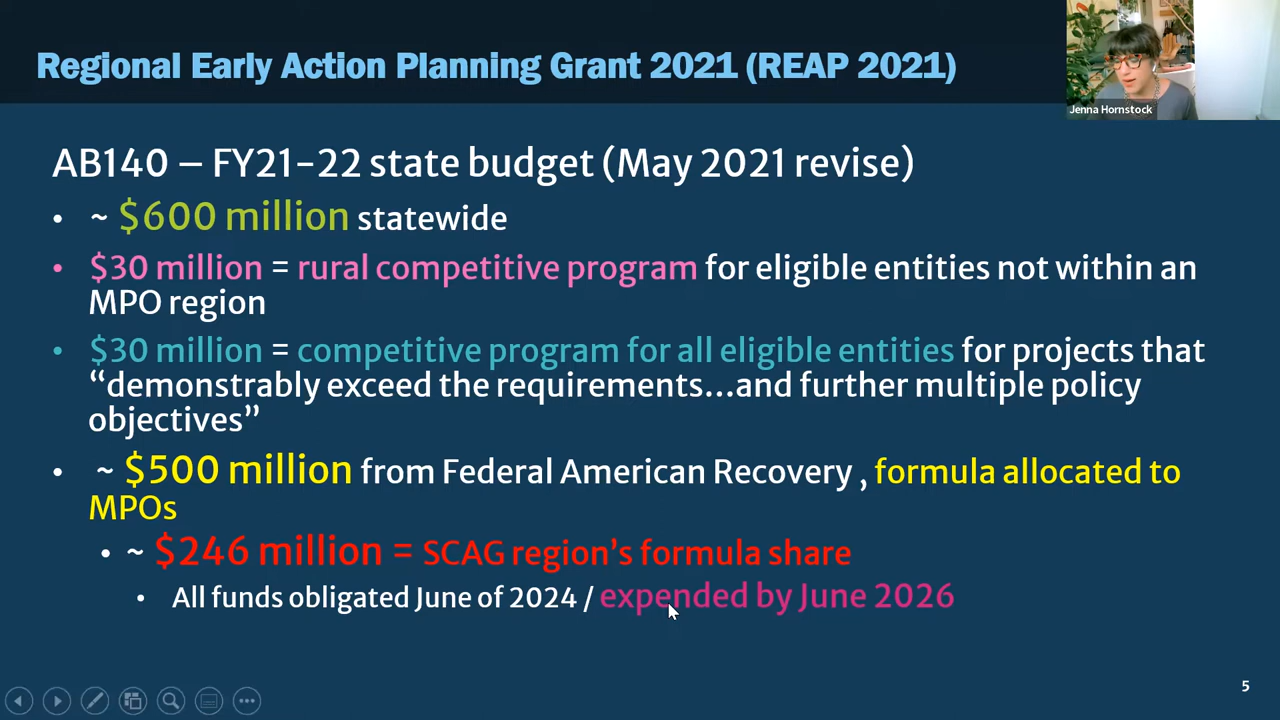 Regional Early Action Planning Grant 2021 (REAP 2021)
Jenna Hornstock
AB140 – FY21-22 state budget (May 2021 revise)
• ~ $600 million statewide
• $30 million = rural competitive program for eligible entities not within an
MPO region
• $30 million = competitive program for all eligible entities for projects that
“demonstrably exceed the requirements...and further multiple policy
objectives”
• ~ $500 million from Federal American Recovery , formula allocated to
MPOs
• ~ $246 million = SCAG region’s formula share
• All funds obligated June of 2024 / expended by June 2026
5